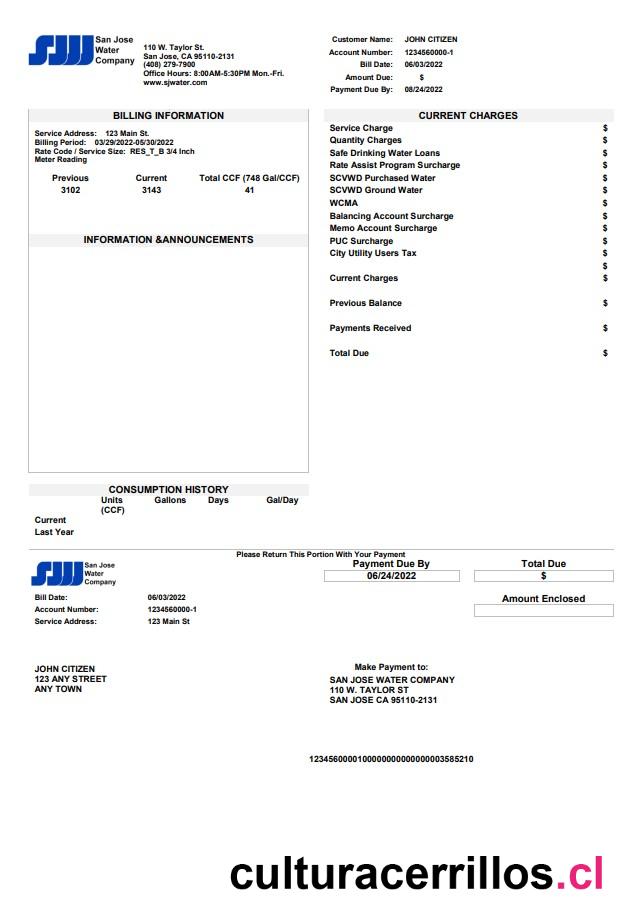 San Jose
Water
Company
110 W. Taylor St.
San Jose, CA 95110-2131
(408) 279-7900
Office Hours: 8:00AM-5:30PM Mon.-Fri.
www.sjwater.com
Customer Name: JOHN CITIZEN
Account Number: 1234560000-1
Bill Date: 06/03/2022
Amount Due: $
Payment Due By: 08/24/2022
BILLING INFORMATION
Service Address: 123 Main St.
Billing Period: 03/29/2022-05/30/2022
Rate Code / Service Size: RES_T_B 3/4 Inch
Meter Reading
Previous Current Total CCF (748 Gal/CCF)
3102 3143 41
INFORMATION &ANNOUNCEMENTS
CURRENT CHARGES
Service Charge $
Quantity Charges $
Safe Drinking Water Loans $
Rate Assist Program Surcharge $
SCVWD Purchased Water $
SCVWD Ground Water $
WCMA $
Balancing Account Surcharge $
Memo Account Surcharge $
PUC Surcharge $
City Utility Users Tax $
$
Current Charges $
Previous Balance $
Payments Received $
Total Due $
CONSUMPTION HISTORY
Units Gallons Days Gal/Day
(CCF)
Current
Last Year
Please Return This Portion With Your Payment
San Jose
Water
Company
Payment Due By Total Due
06/24/2022 $
Amount Enclosed
Bill Date: 06/03/2022
Account Number: 1234560000-1
Service Address: 123 Main St
JOHN CITIZEN
123 ANY STREET
ANY TOWN
Make Payment to:
SAN JOSE WATER COMPANY
110 W. TAYLOR ST
SAN JOSE CA 95110-2131
1234560000100000000000000003585210
culturacerrillos.cl